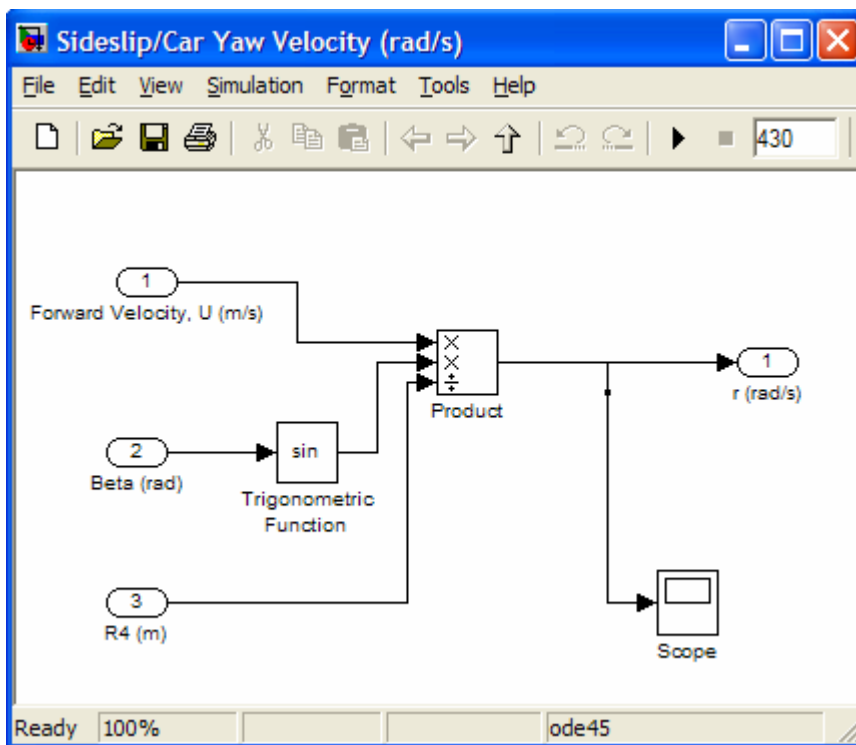 Sideslip/Car Yaw Velocity (rad/s)
File Edit View Simulation Format Tools Help
430
1
Forward Velocity, U (m/s)
×
×
÷
Product
1
r (rad/s)
2
Beta (rad)
sin
Trigonometric
Function
3
R4 (m)
Scope
Ready 100% ode45